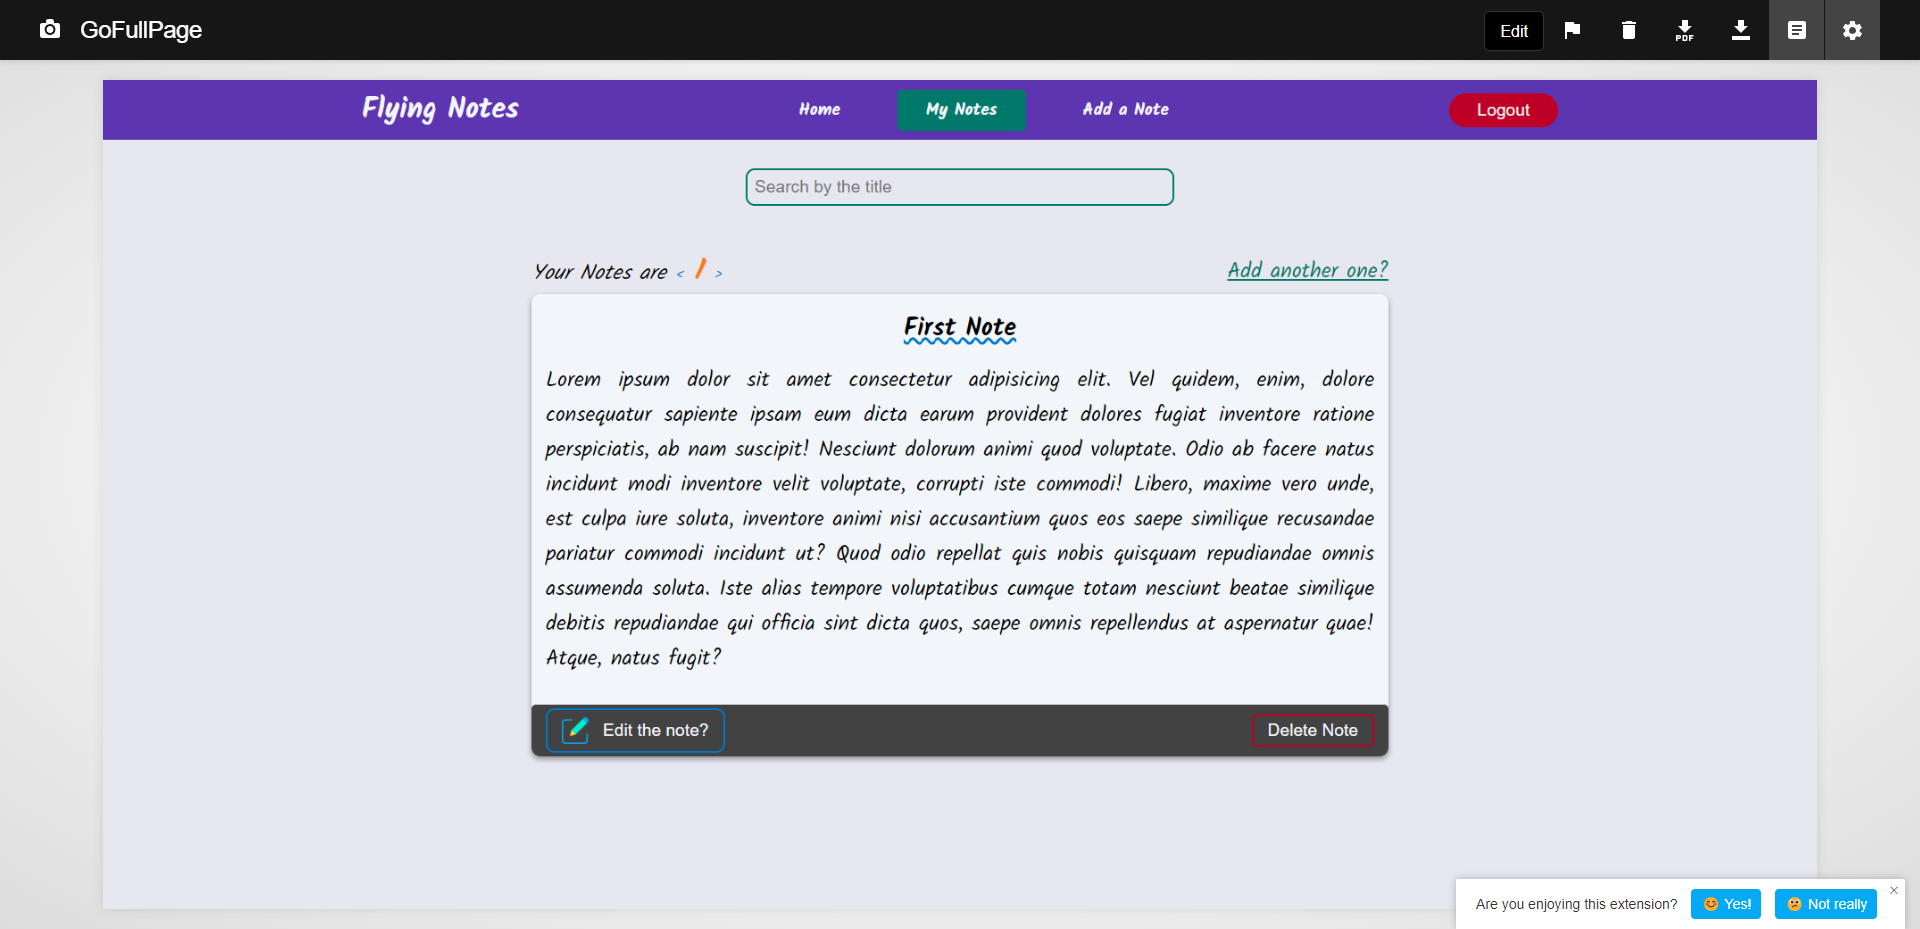 GoFullPage
Edit
PDF
Flying Notes
Home
My Notes
Add a Note
Logout
Search by the title
Your Notes are < 1 >
Add another one?
First Note
Lorem ipsum dolor sit amet consectetur adipisicing elit. Vel quidem, enim, dolore
consequatur sapiente ipsam eum dicta earum provident dolores fugiat inventore ratione
perspiciatis, ab nam suscipit! Nesciunt dolorum animi quod voluptate. Odio ab facere natus
incidunt modi inventore velit voluptate, corrupti iste commodi! Libero, maxime vero unde,
est culpa iure soluta, inventore animi nisi accusantium quos eos saepe similique recusandae
pariatur commodi incidunt ut? Quod odio repellat quis nobis quisquam repudiandae omnis
assumenda soluta. Iste alias tempore voluptatibus cumque totam nesciunt beatae similique
debitis repudiandae qui officia sint dicta quos, saepe omnis repellendus at aspernatur quae!
Atque, natus fugit?
Edit the note?
Delete Note
Are you enjoying this extension?
Yes!
Not really